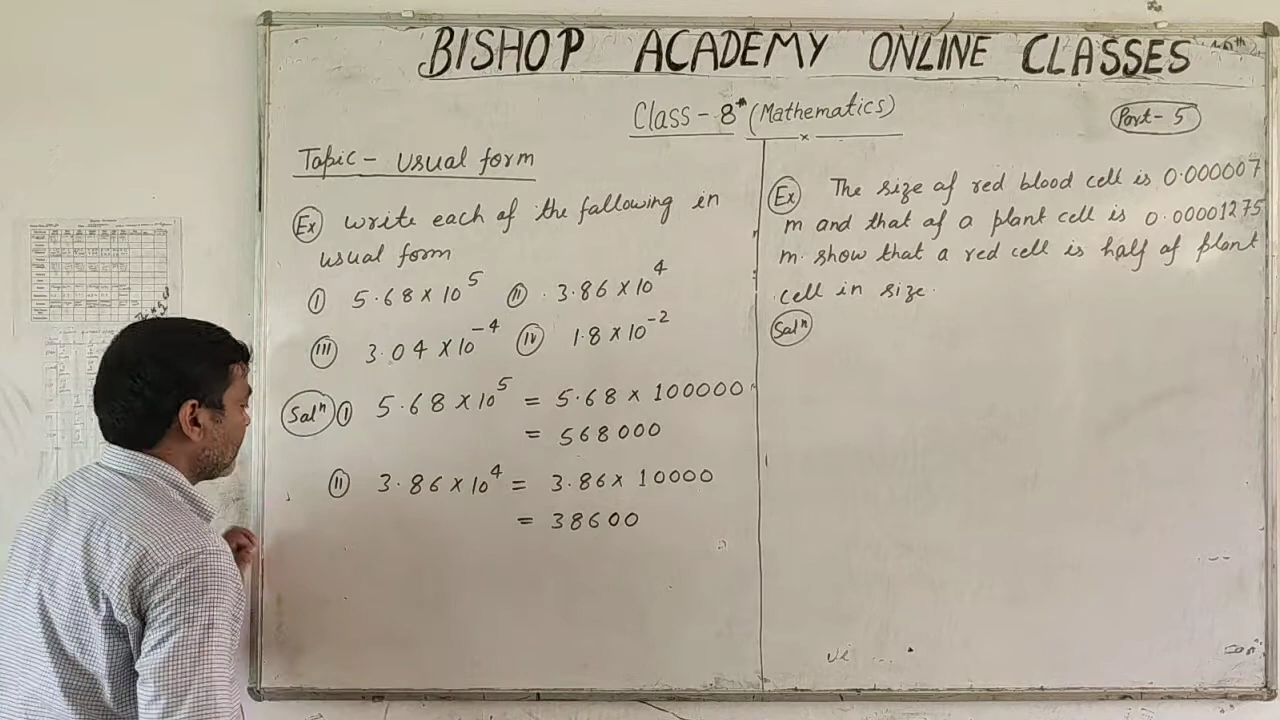 BISHOP ACADEMY ONLINE CLASSES
Class - 8th (Mathematics)
Part - 5
Topic - Usual form
Ex Write each of the following in
usual form
I 5.68 × 10^5 II 3.86 × 10^4
III 3.04 × 10^-4 IV 1.8 × 10^-2
Solⁿ I 5.68 × 10^5 = 5.68 × 100000
= 568000
II 3.86 × 10^4 = 3.86 × 10000
= 38600
Ex The size of red blood cell is 0.000007
m and that of a plant cell is 0.00001275
m. show that a red cell is half of plant
cell in size.
Solⁿ